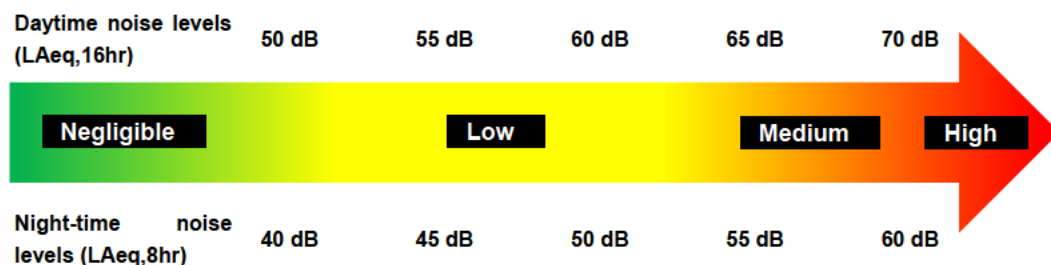 Daytime noise levels
(LAeq,16hr)
50 dB 55 dB 60 dB 65 dB 70 dB
Negligible Low Medium High
Night-time noise
levels (LAeq,8hr)
40 dB 45 dB 50 dB 55 dB 60 dB